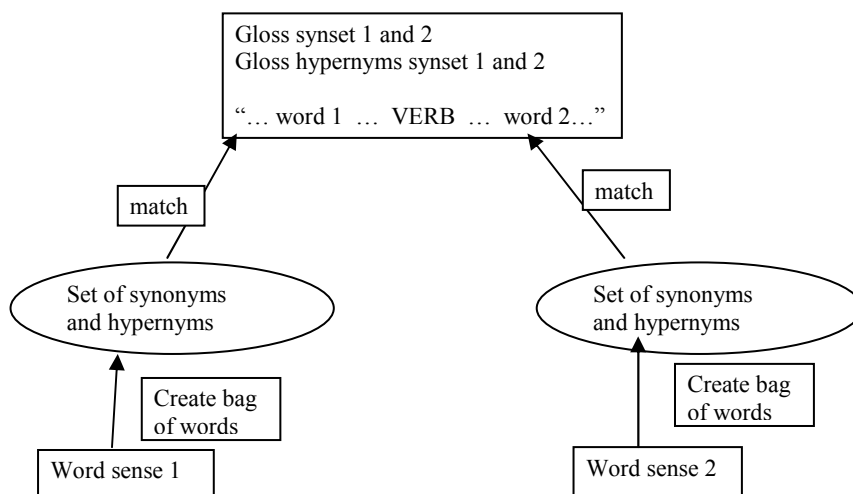 Gloss synset 1 and 2
Gloss hypernyms synset 1 and 2
“… word 1 … VERB … word 2…”
match
match
Set of synonyms
and hypernyms
Set of synonyms
and hypernyms
Create bag
of words
Create bag
of words
Word sense 1
Word sense 2